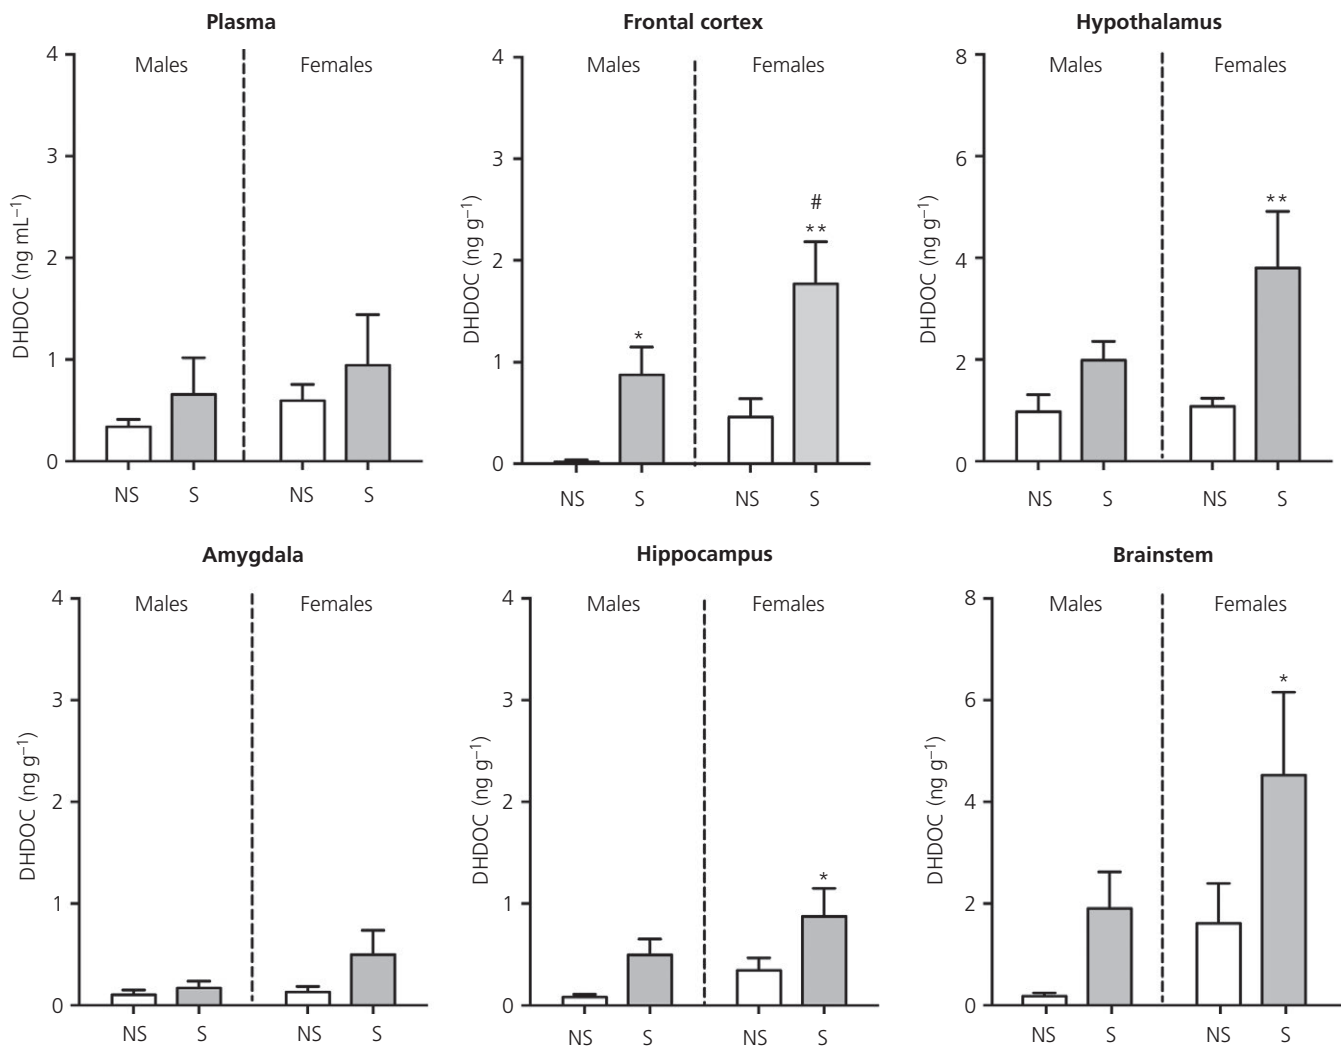 Plasma
Males Females
DHDOC (ng mL⁻¹)
4
3
2
1
0
NS S NS S
Frontal cortex
Males Females
DHDOC (ng g⁻¹)
4
3
2
1
0
#
**
*
NS S NS S
Hypothalamus
Males Females
DHDOC (ng g⁻¹)
8
6
4
2
0
**
NS S NS S
Amygdala
Males Females
DHDOC (ng g⁻¹)
4
3
2
1
0
NS S NS S
Hippocampus
Males Females
DHDOC (ng g⁻¹)
4
3
2
1
0
*
NS S NS S
Brainstem
Males Females
DHDOC (ng g⁻¹)
8
6
4
2
0
*
NS S NS S